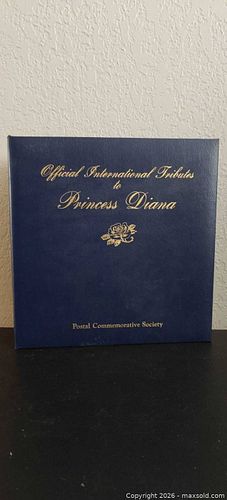 Official International Tributes
to
Princess Diana
Postal Commemorative Society
Copyright © 2026 - maxsold.com